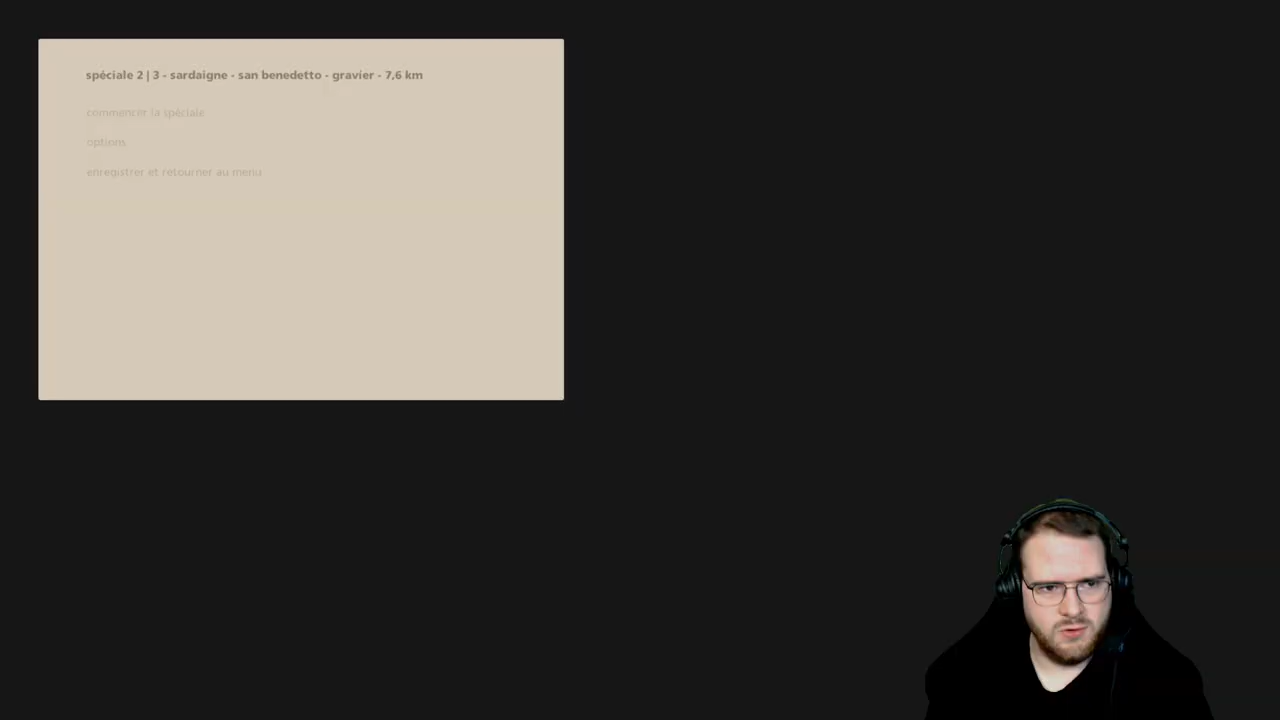 spéciale 2 | 3 - sardaigne - san benedetto - gravier - 7,6 km
commencer la spéciale
options
enregistrer et retourner au menu